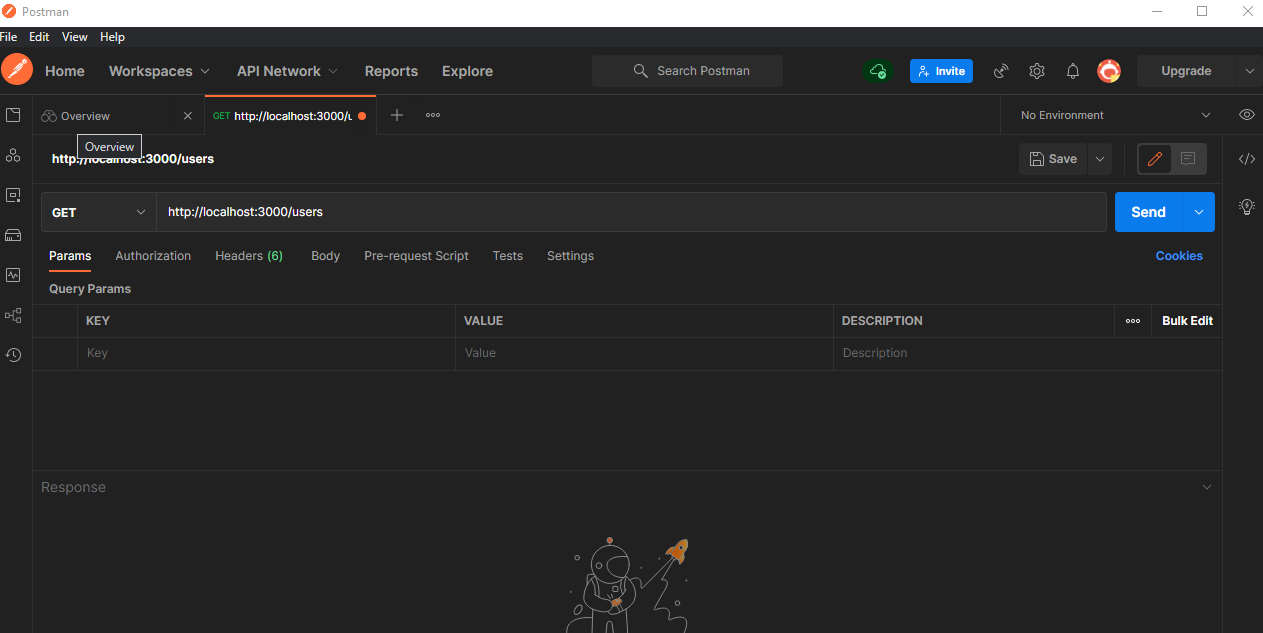 Postman
File Edit View Help
Home Workspaces API Network Reports Explore Search Postman Invite Upgrade
Overview GET http://localhost:3000/u No Environment
Overview
http://localhost:3000/users Save
GET http://localhost:3000/users Send
Params Authorization Headers (6) Body Pre-request Script Tests Settings Cookies
Query Params
KEY VALUE DESCRIPTION Bulk Edit
Key Value Description
Response